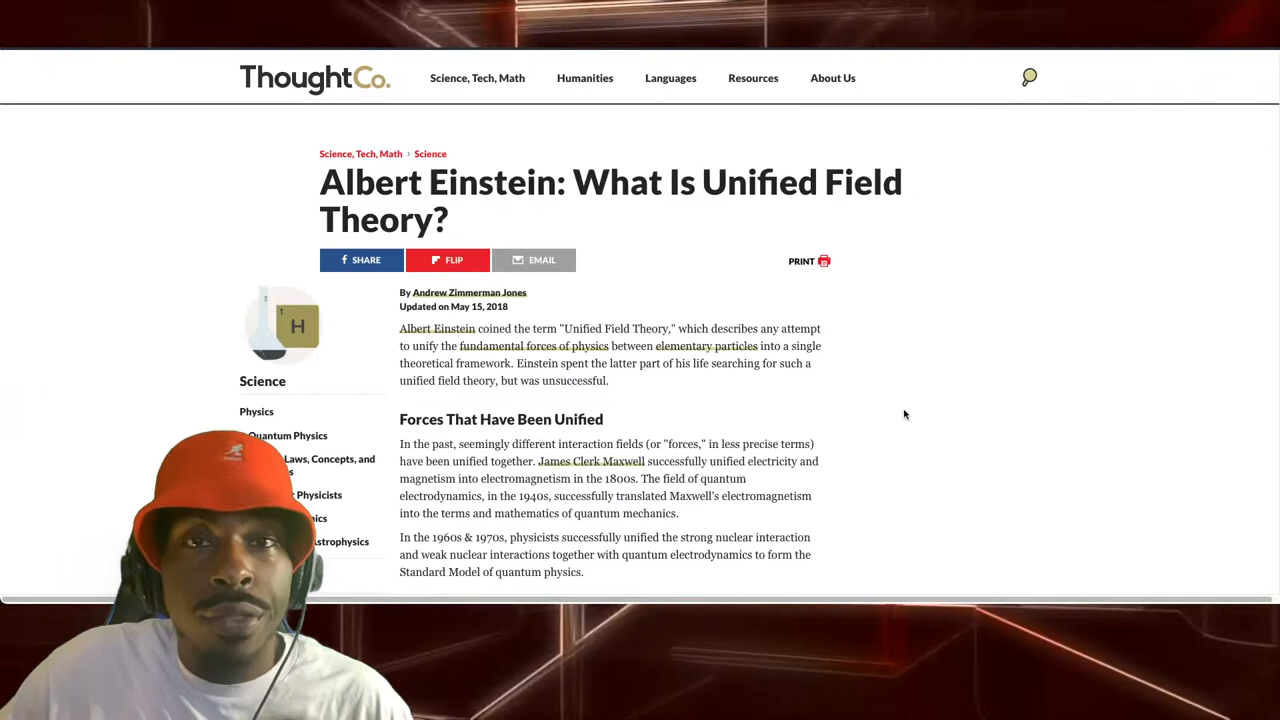 ThoughtCo.
Science, Tech, Math
Humanities
Languages
Resources
About Us
Science, Tech, Math › Science
Albert Einstein: What Is Unified Field
Theory?
SHARE
FLIP
EMAIL
PRINT
1
H
Science
Physics
Quantum Physics
Laws, Concepts, and
Physicists
Astrophysics
By Andrew Zimmerman Jones
Updated on May 15, 2018
Albert Einstein coined the term "Unified Field Theory," which describes any attempt
to unify the fundamental forces of physics between elementary particles into a single
theoretical framework. Einstein spent the latter part of his life searching for such a
unified field theory, but was unsuccessful.
Forces That Have Been Unified
In the past, seemingly different interaction fields (or "forces," in less precise terms)
have been unified together. James Clerk Maxwell successfully unified electricity and
magnetism into electromagnetism in the 1800s. The field of quantum
electrodynamics, in the 1940s, successfully translated Maxwell's electromagnetism
into the terms and mathematics of quantum mechanics.
In the 1960s & 1970s, physicists successfully unified the strong nuclear interaction
and weak nuclear interactions together with quantum electrodynamics to form the
Standard Model of quantum physics.